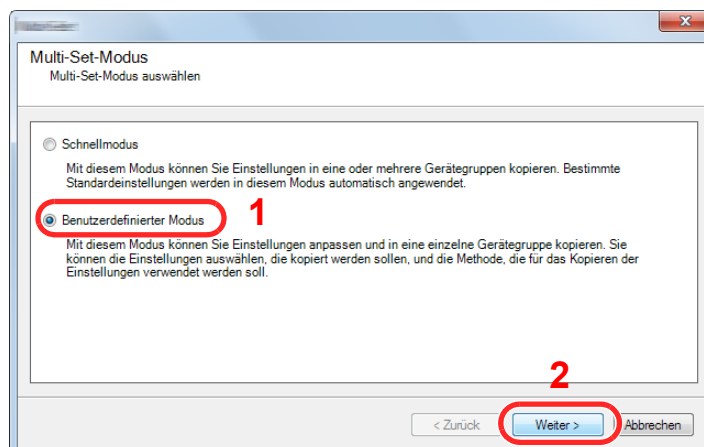 Multi-Set-Modus
Multi-Set-Modus auswählen
Schnellmodus
Mit diesem Modus können Sie Einstellungen in eine oder mehrere Gerätegruppen kopieren. Bestimmte
Standardeinstellungen werden in diesem Modus automatisch angewendet.
Benutzerdefinierter Modus
1
Mit diesem Modus können Sie Einstellungen anpassen und in eine einzelne Gerätegruppe kopieren. Sie
können die Einstellungen auswählen, die kopiert werden sollen, und die Methode, die für das Kopieren der
Einstellungen verwendet werden soll.
2
< Zurück Weiter > Abbrechen